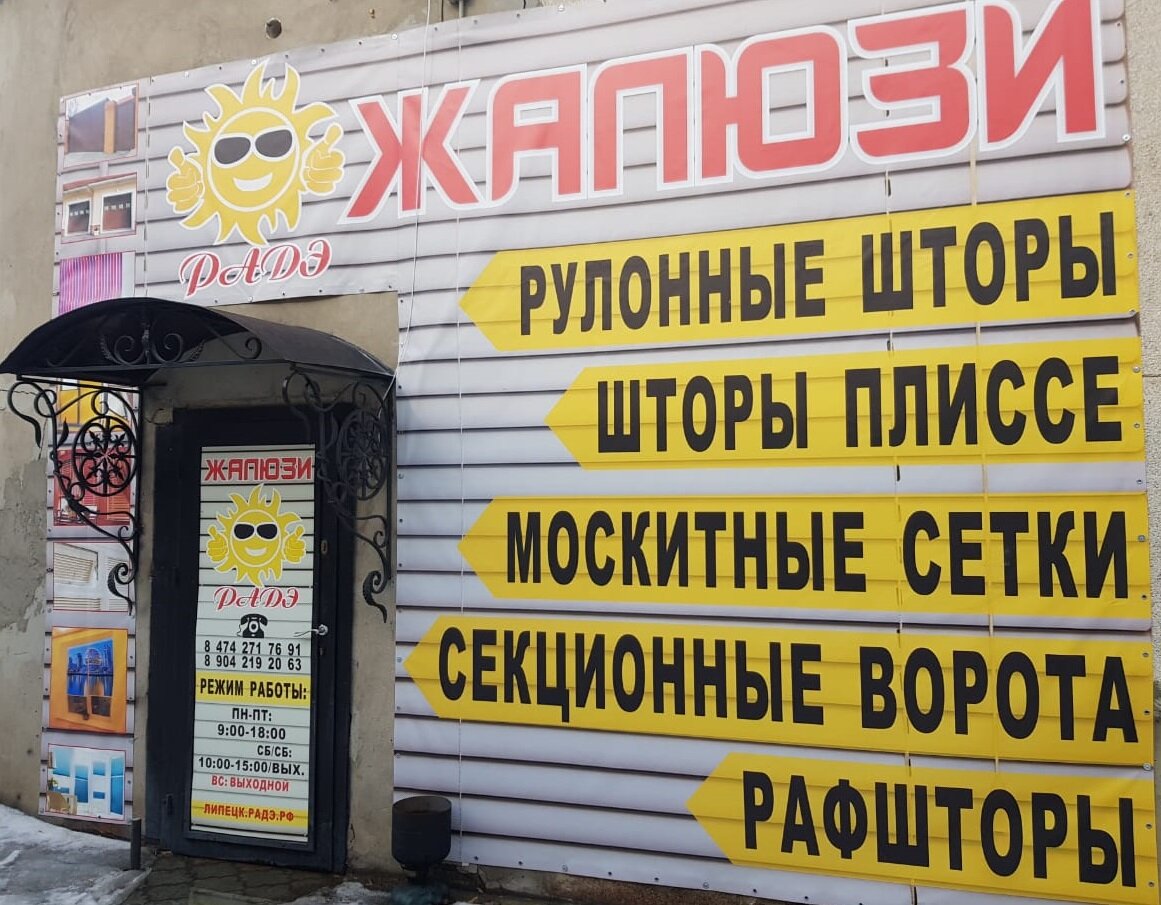 ЖАЛЮЗИ
РАДЭ
РУЛОННЫЕ ШТОРЫ
ШТОРЫ ПЛИССЕ
МОСКИТНЫЕ СЕТКИ
СЕКЦИОННЫЕ ВОРОТА
РАФШТОРЫ
ЖАЛЮЗИ
РАДЭ
8 474 271 76 91
8 904 219 20 63
РЕЖИМ РАБОТЫ:
ПН-ПТ:
9:00-18:00
СБ/СБ:
10:00-15:00/ВЫХ.
ВС: ВЫХОДНОЙ
ЛИПЕЦК.РАДЭ.РФ